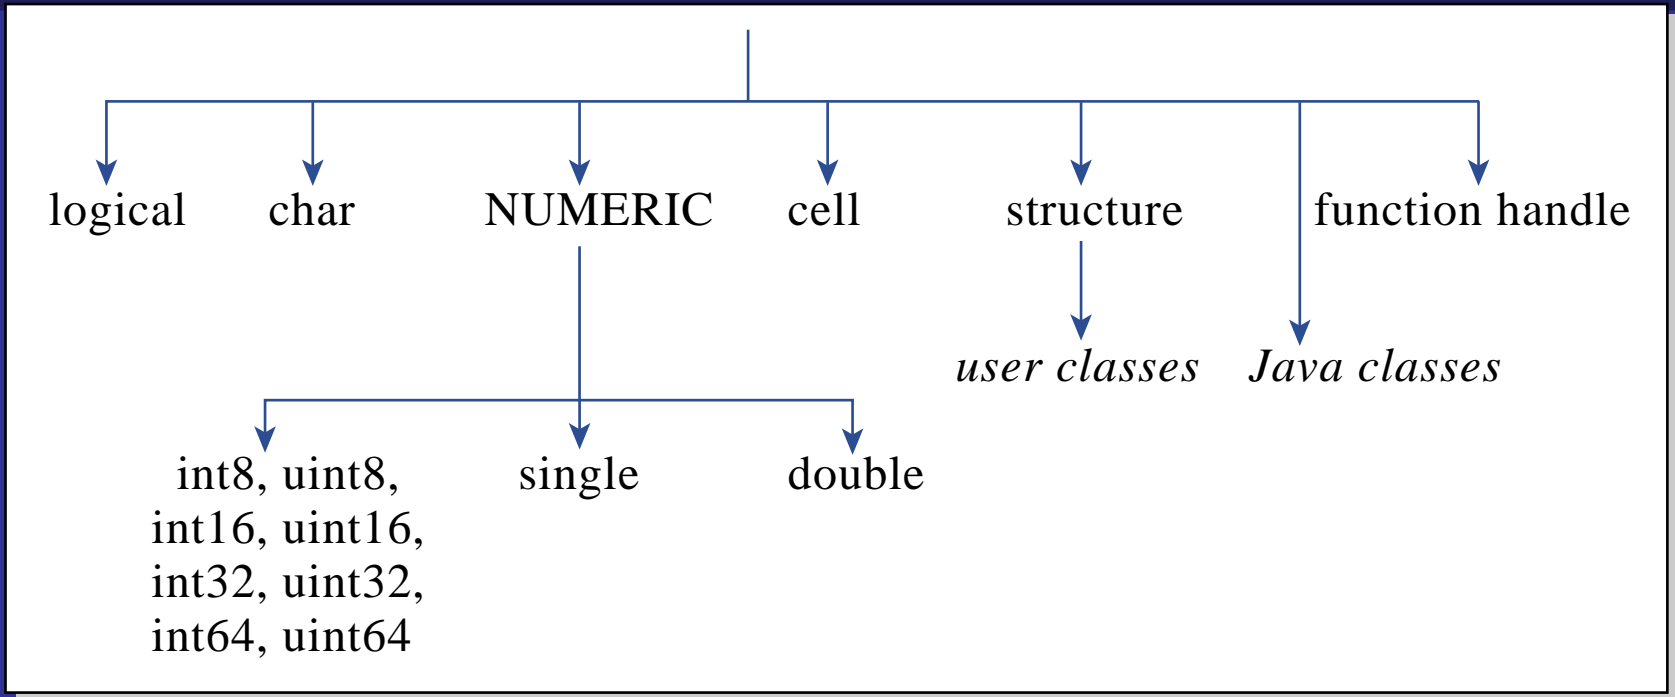 logical char NUMERIC cell structure function handle
user classes Java classes
int8, uint8, single double
int16, uint16,
int32, uint32,
int64, uint64